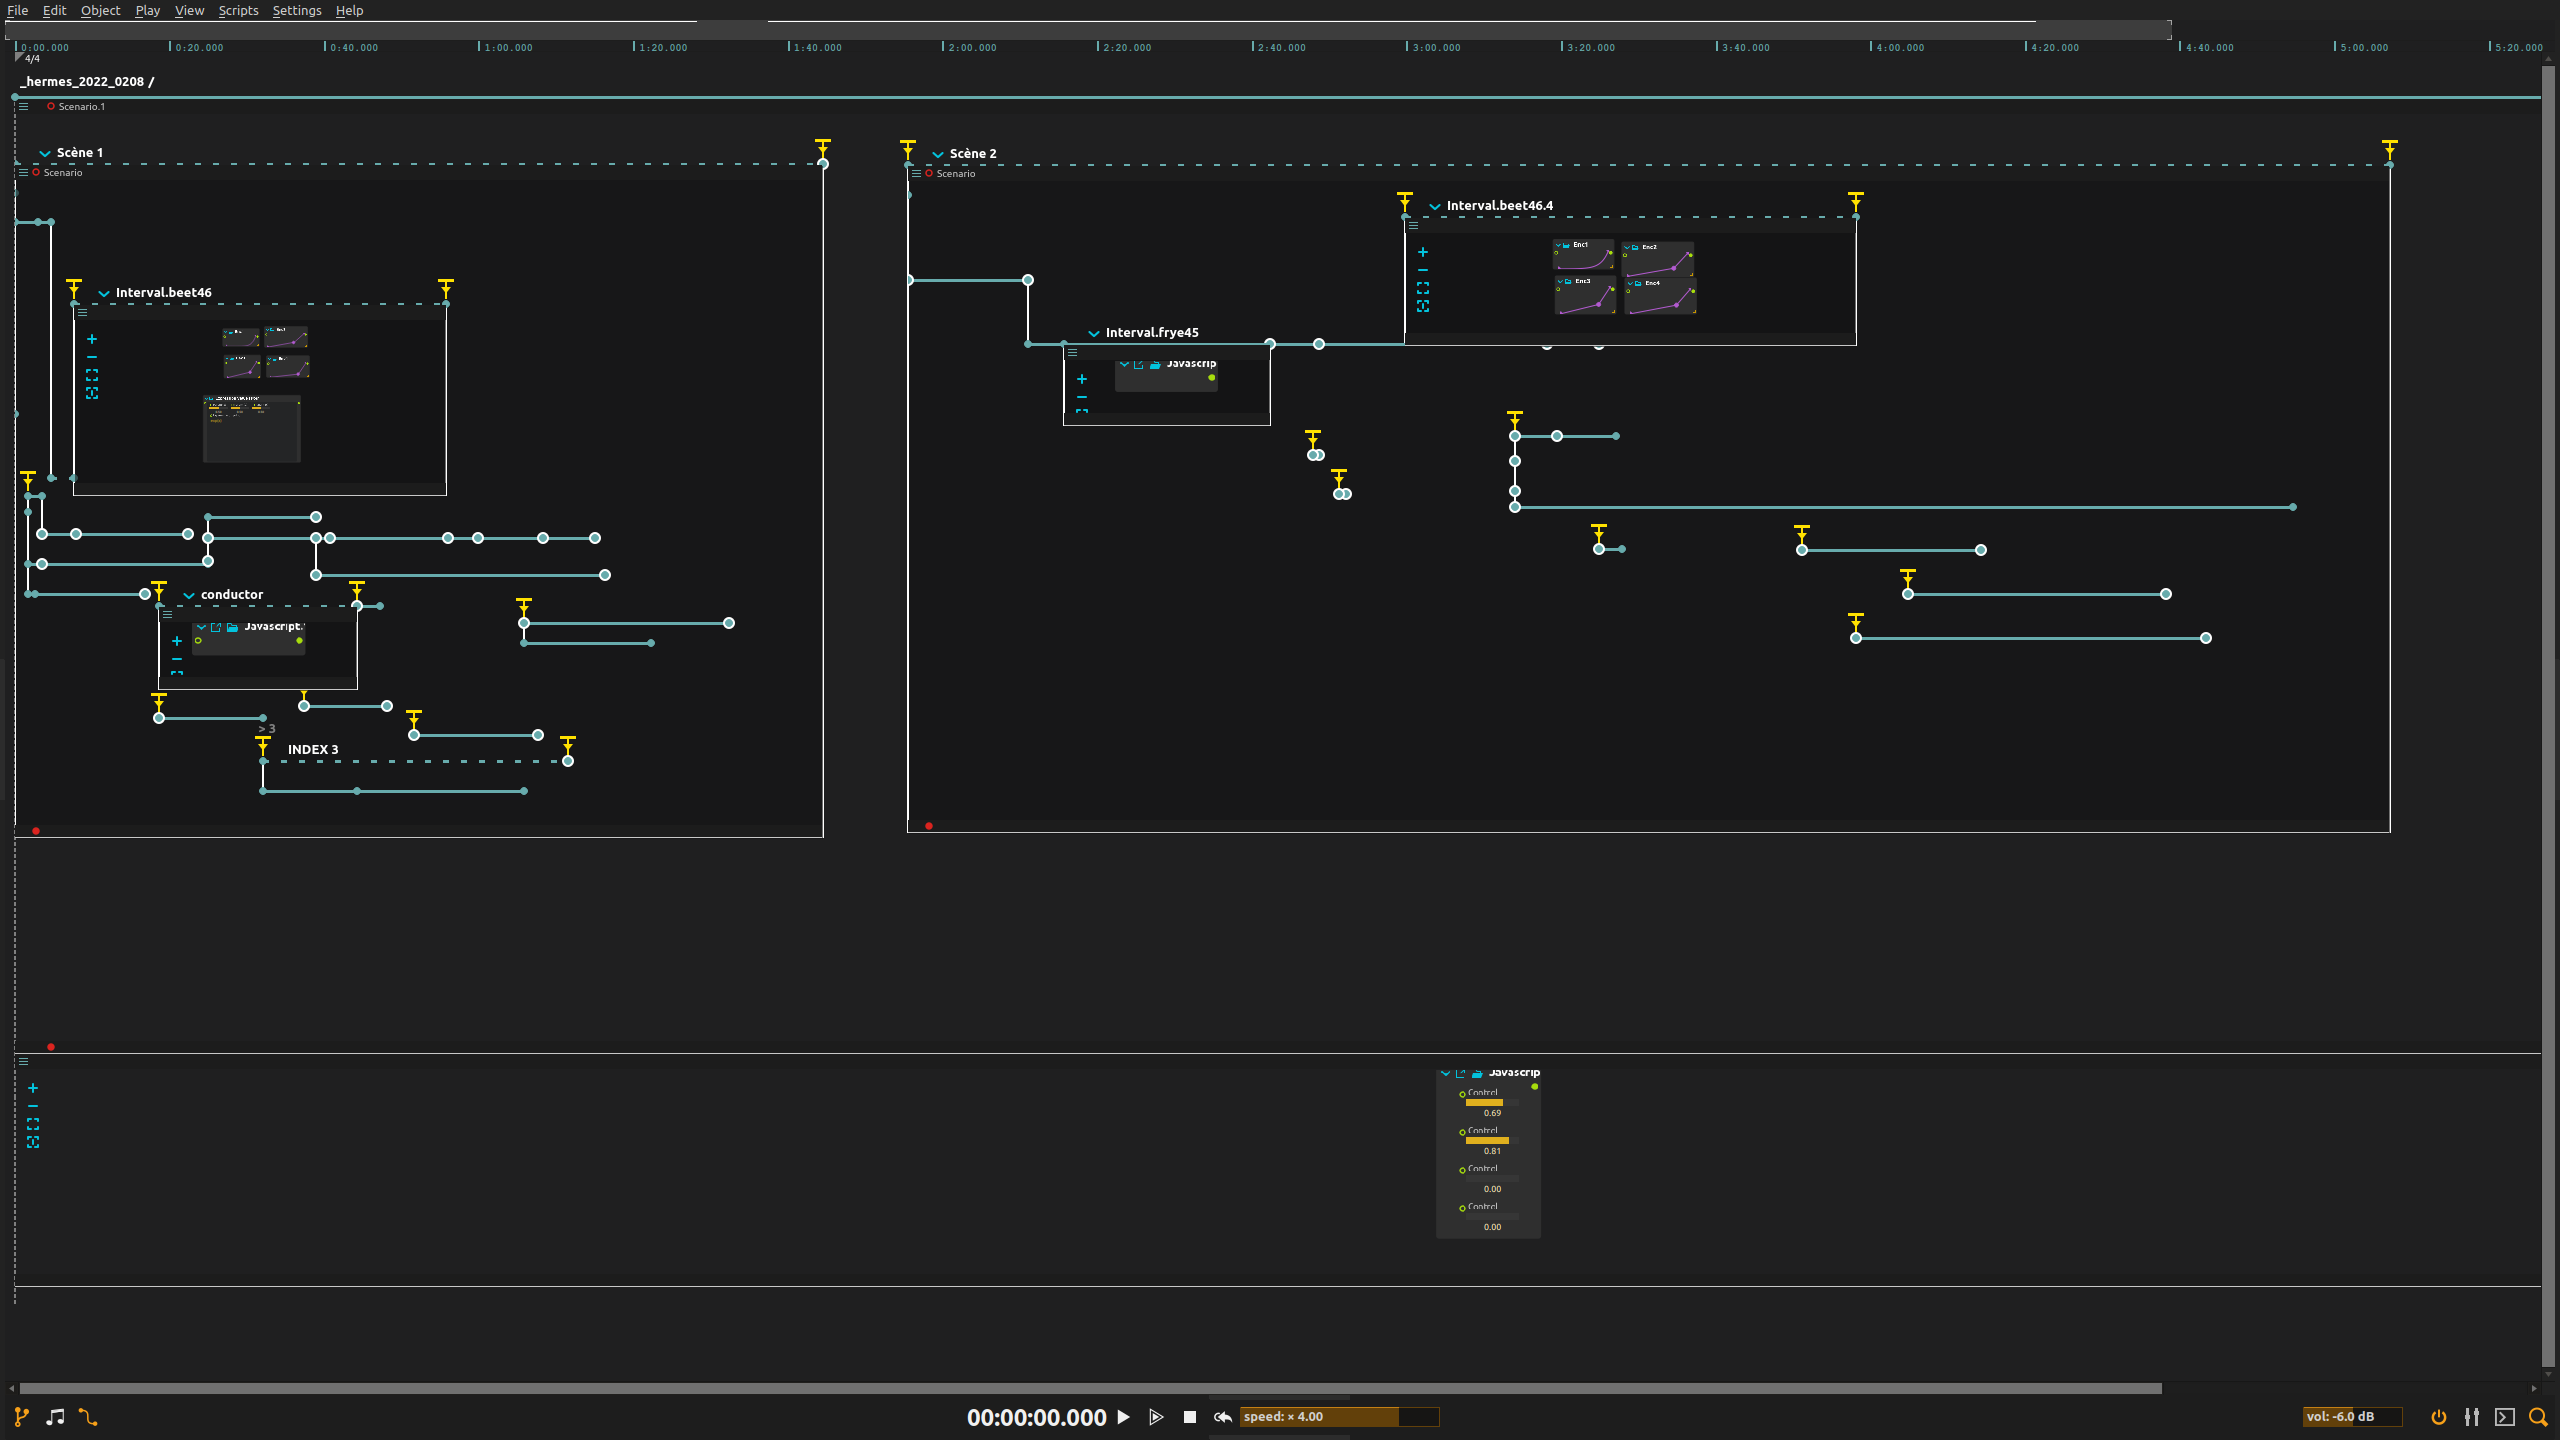 File Edit Object Play View Scripts Settings Help
0:00.000 0:20.000 0:40.000 1:00.000 1:20.000 1:40.000 2:00.000 2:20.000 2:40.000 3:00.000 3:20.000 3:40.000 4:00.000 4:20.000 4:40.000 5:00.000 5:20.000
4/4
_hermes_2022_0208 /
Scenario.1
Scène 1
Scenario
Scène 2
Scenario
Interval.beet46.4
Enc1
Enc2
Enc3
Enc4
Interval.beet46
Interval.frye45
Javascrip
conductor
Javascript.
> 3
INDEX 3
Javascrip
Control
0.69
Control
0.81
Control
0.00
Control
0.00
00:00:00.000
speed: × 4.00
vol: -6.0 dB